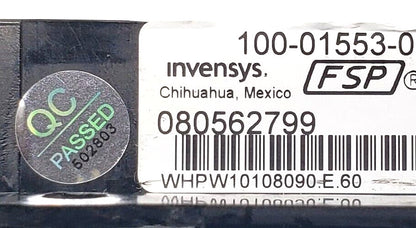 100-01553-0
invensys. FSP ®
Chihuahua, Mexico
080562799
WHPW10108090-E.60
QC
PASSED
502803